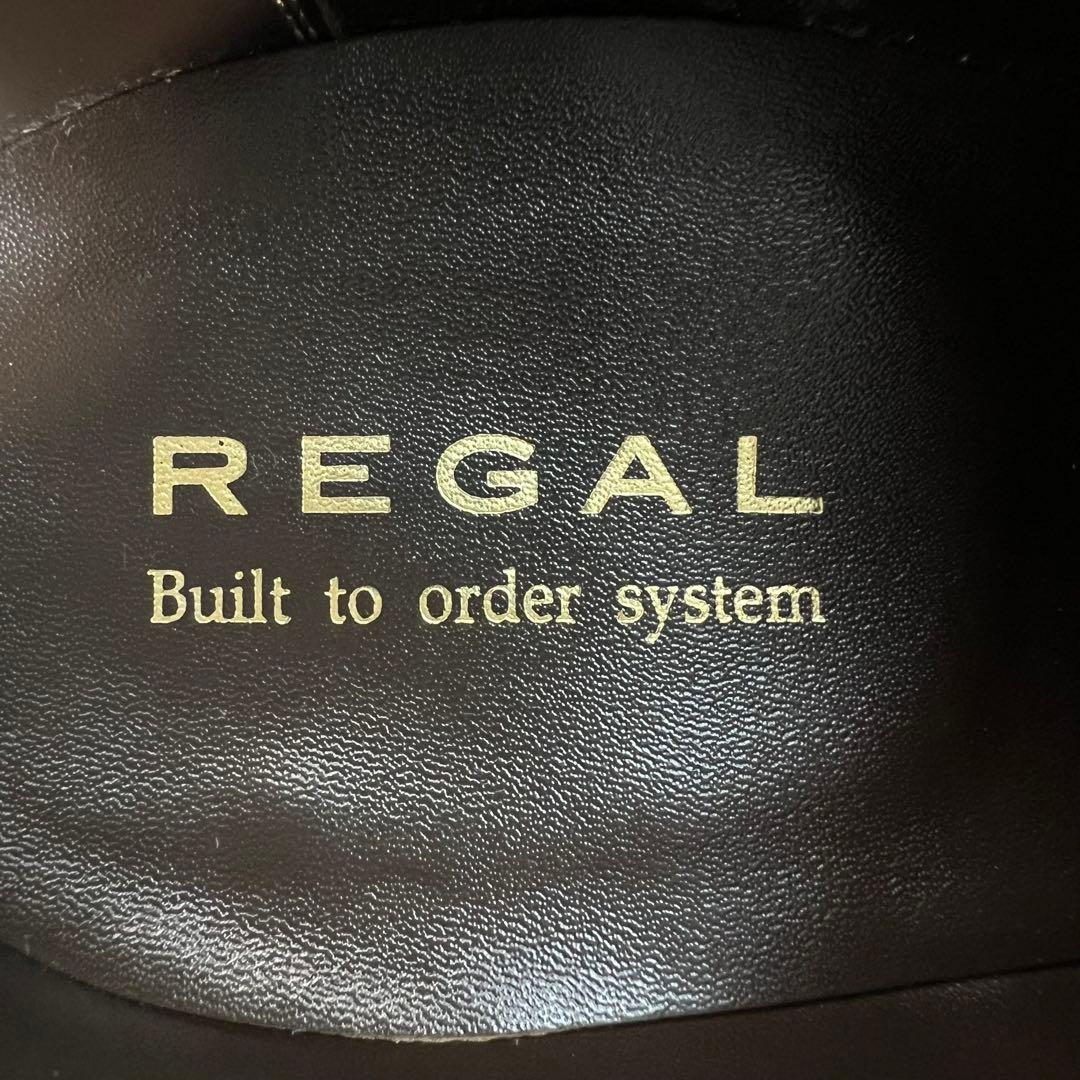 REGAL
Built to order system